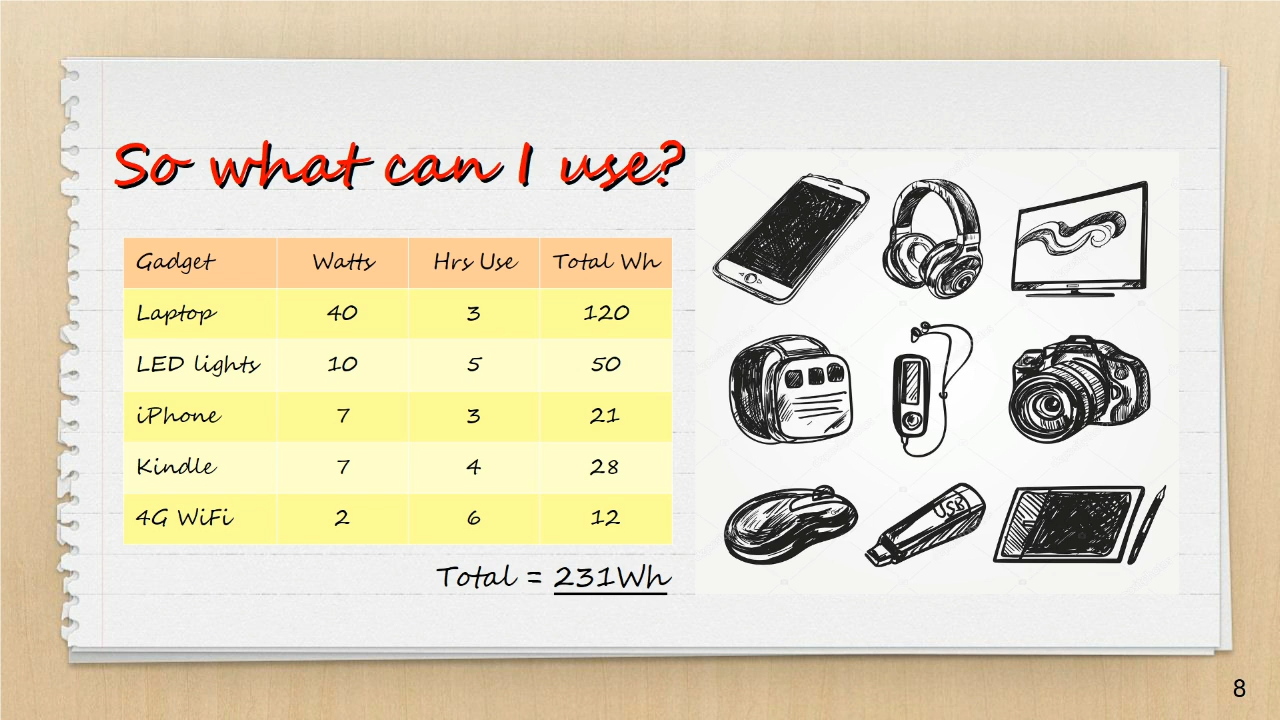 So what can I use?
Gadget Watts Hrs Use Total Wh
Laptop 40 3 120
LED lights 10 5 50
iPhone 7 3 21
Kindle 7 4 28
4G WiFi 2 6 12
Total = 231Wh
USB
8